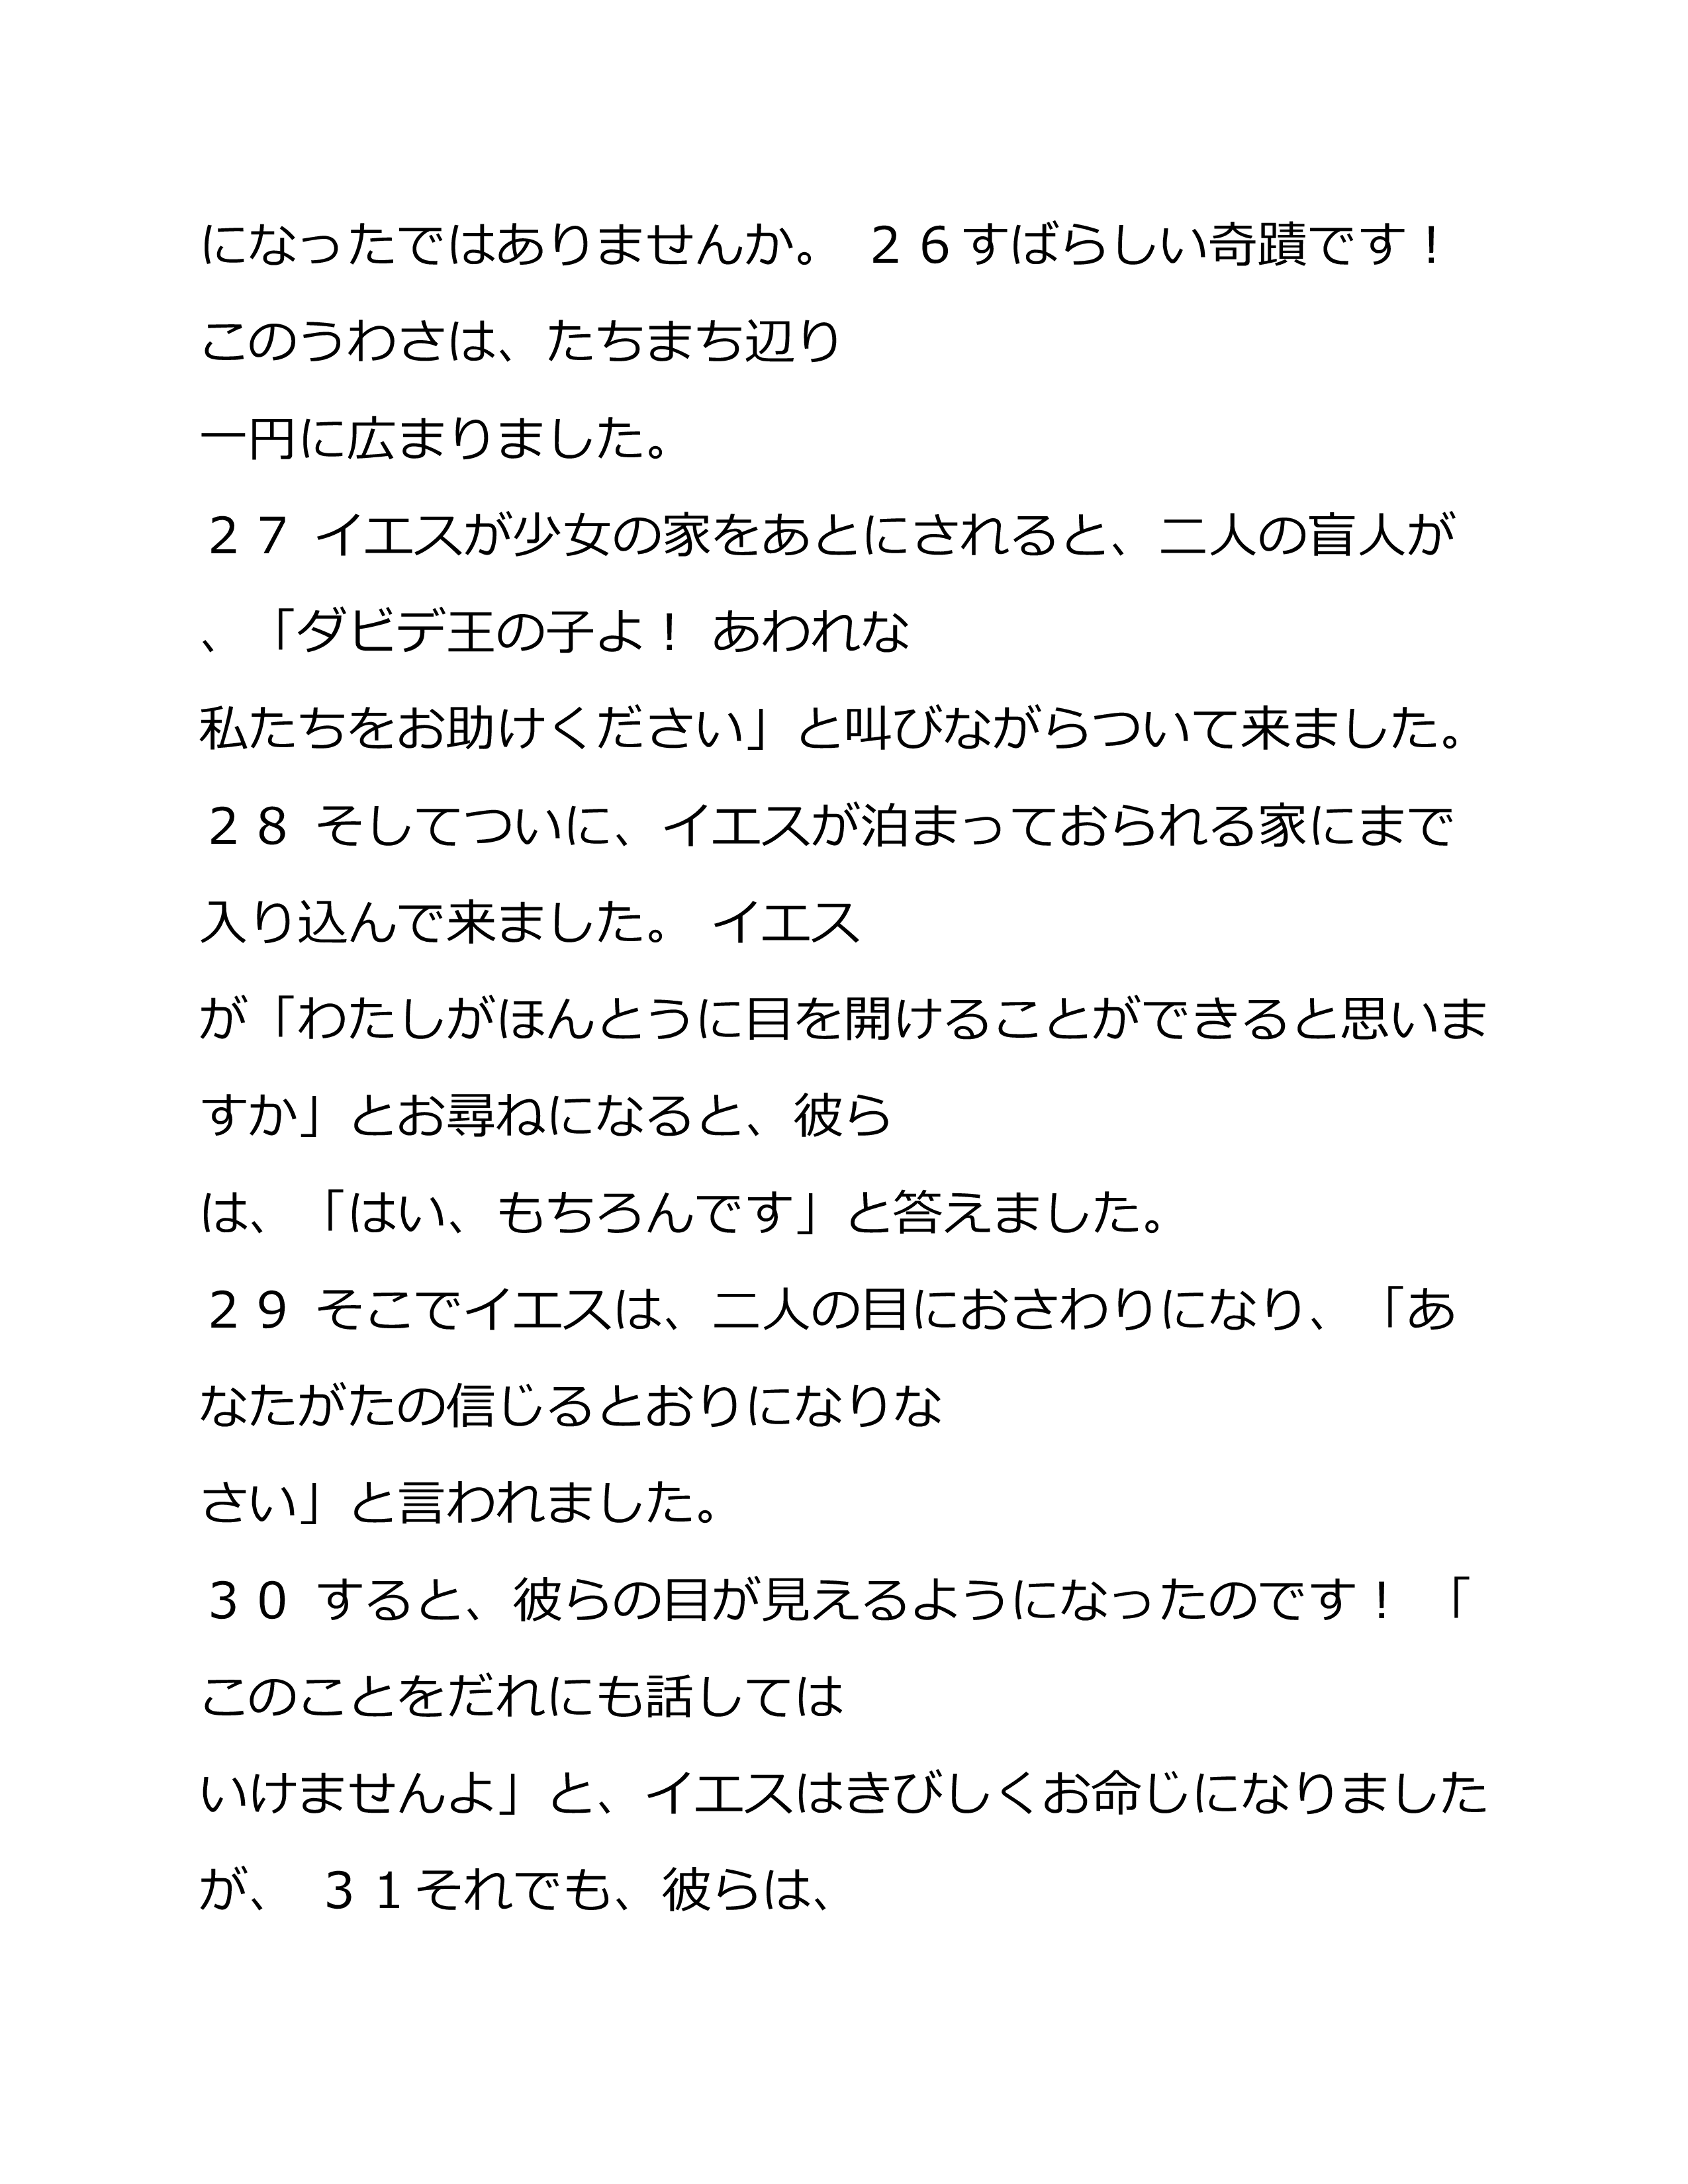 になったではありませんか。 ２６すばらしい奇蹟です！
このうわさは、たちまち辺り
一円に広まりました。
２７ イエスが少女の家をあとにされると、二人の盲人が
、「ダビデ王の子よ！ あわれな
私たちをお助けください」と叫びながらついて来ました。
２８ そしてついに、イエスが泊まっておられる家にまで
入り込んで来ました。 イエス
が「わたしがほんとうに目を開けることができると思いま
すか」とお尋ねになると、彼ら
は、「はい、もちろんです」と答えました。
２９ そこでイエスは、二人の目におさわりになり、「あ
なたがたの信じるとおりになりな
さい」と言われました。
３０ すると、彼らの目が見えるようになったのです！ 「
このことをだれにも話しては
いけませんよ」と、イエスはきびしくお命じになりました
が、 ３１それでも、彼らは、